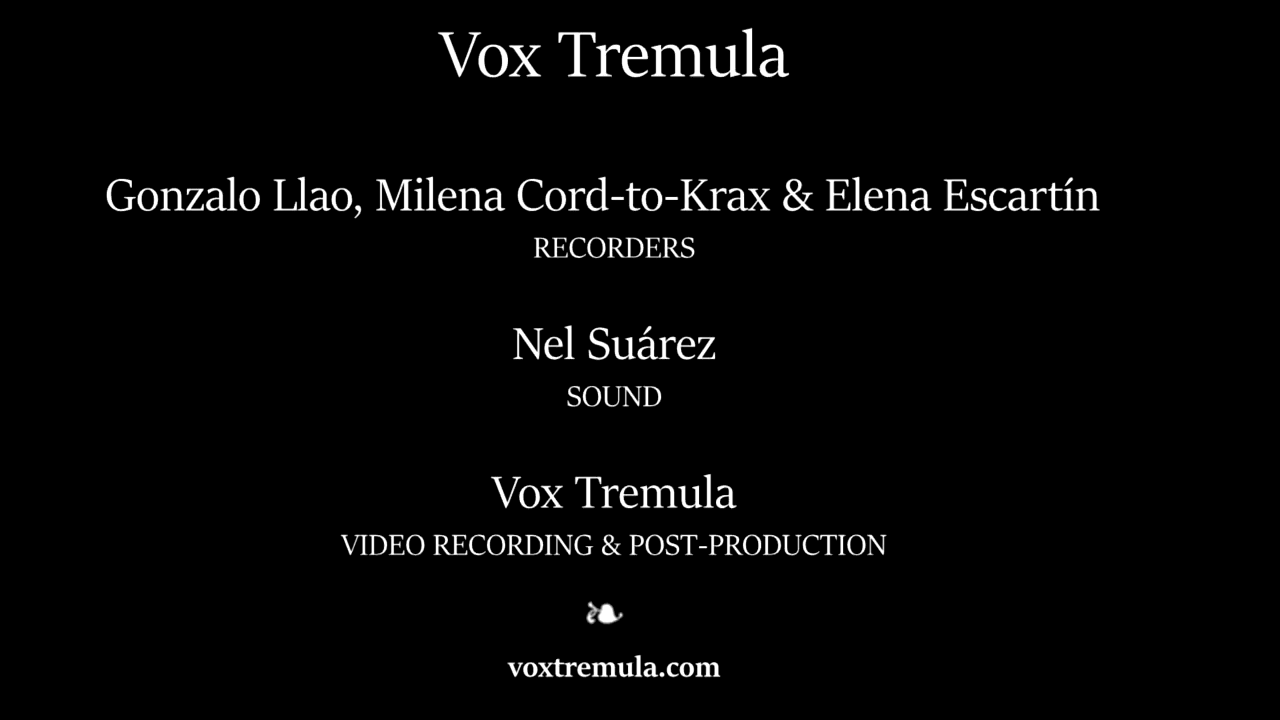 Vox Tremula
Gonzalo Llao, Milena Cord-to-Krax & Elena Escartín
RECORDERS
Nel Suárez
SOUND
Vox Tremula
VIDEO RECORDING & POST-PRODUCTION
❧
voxtremula.com